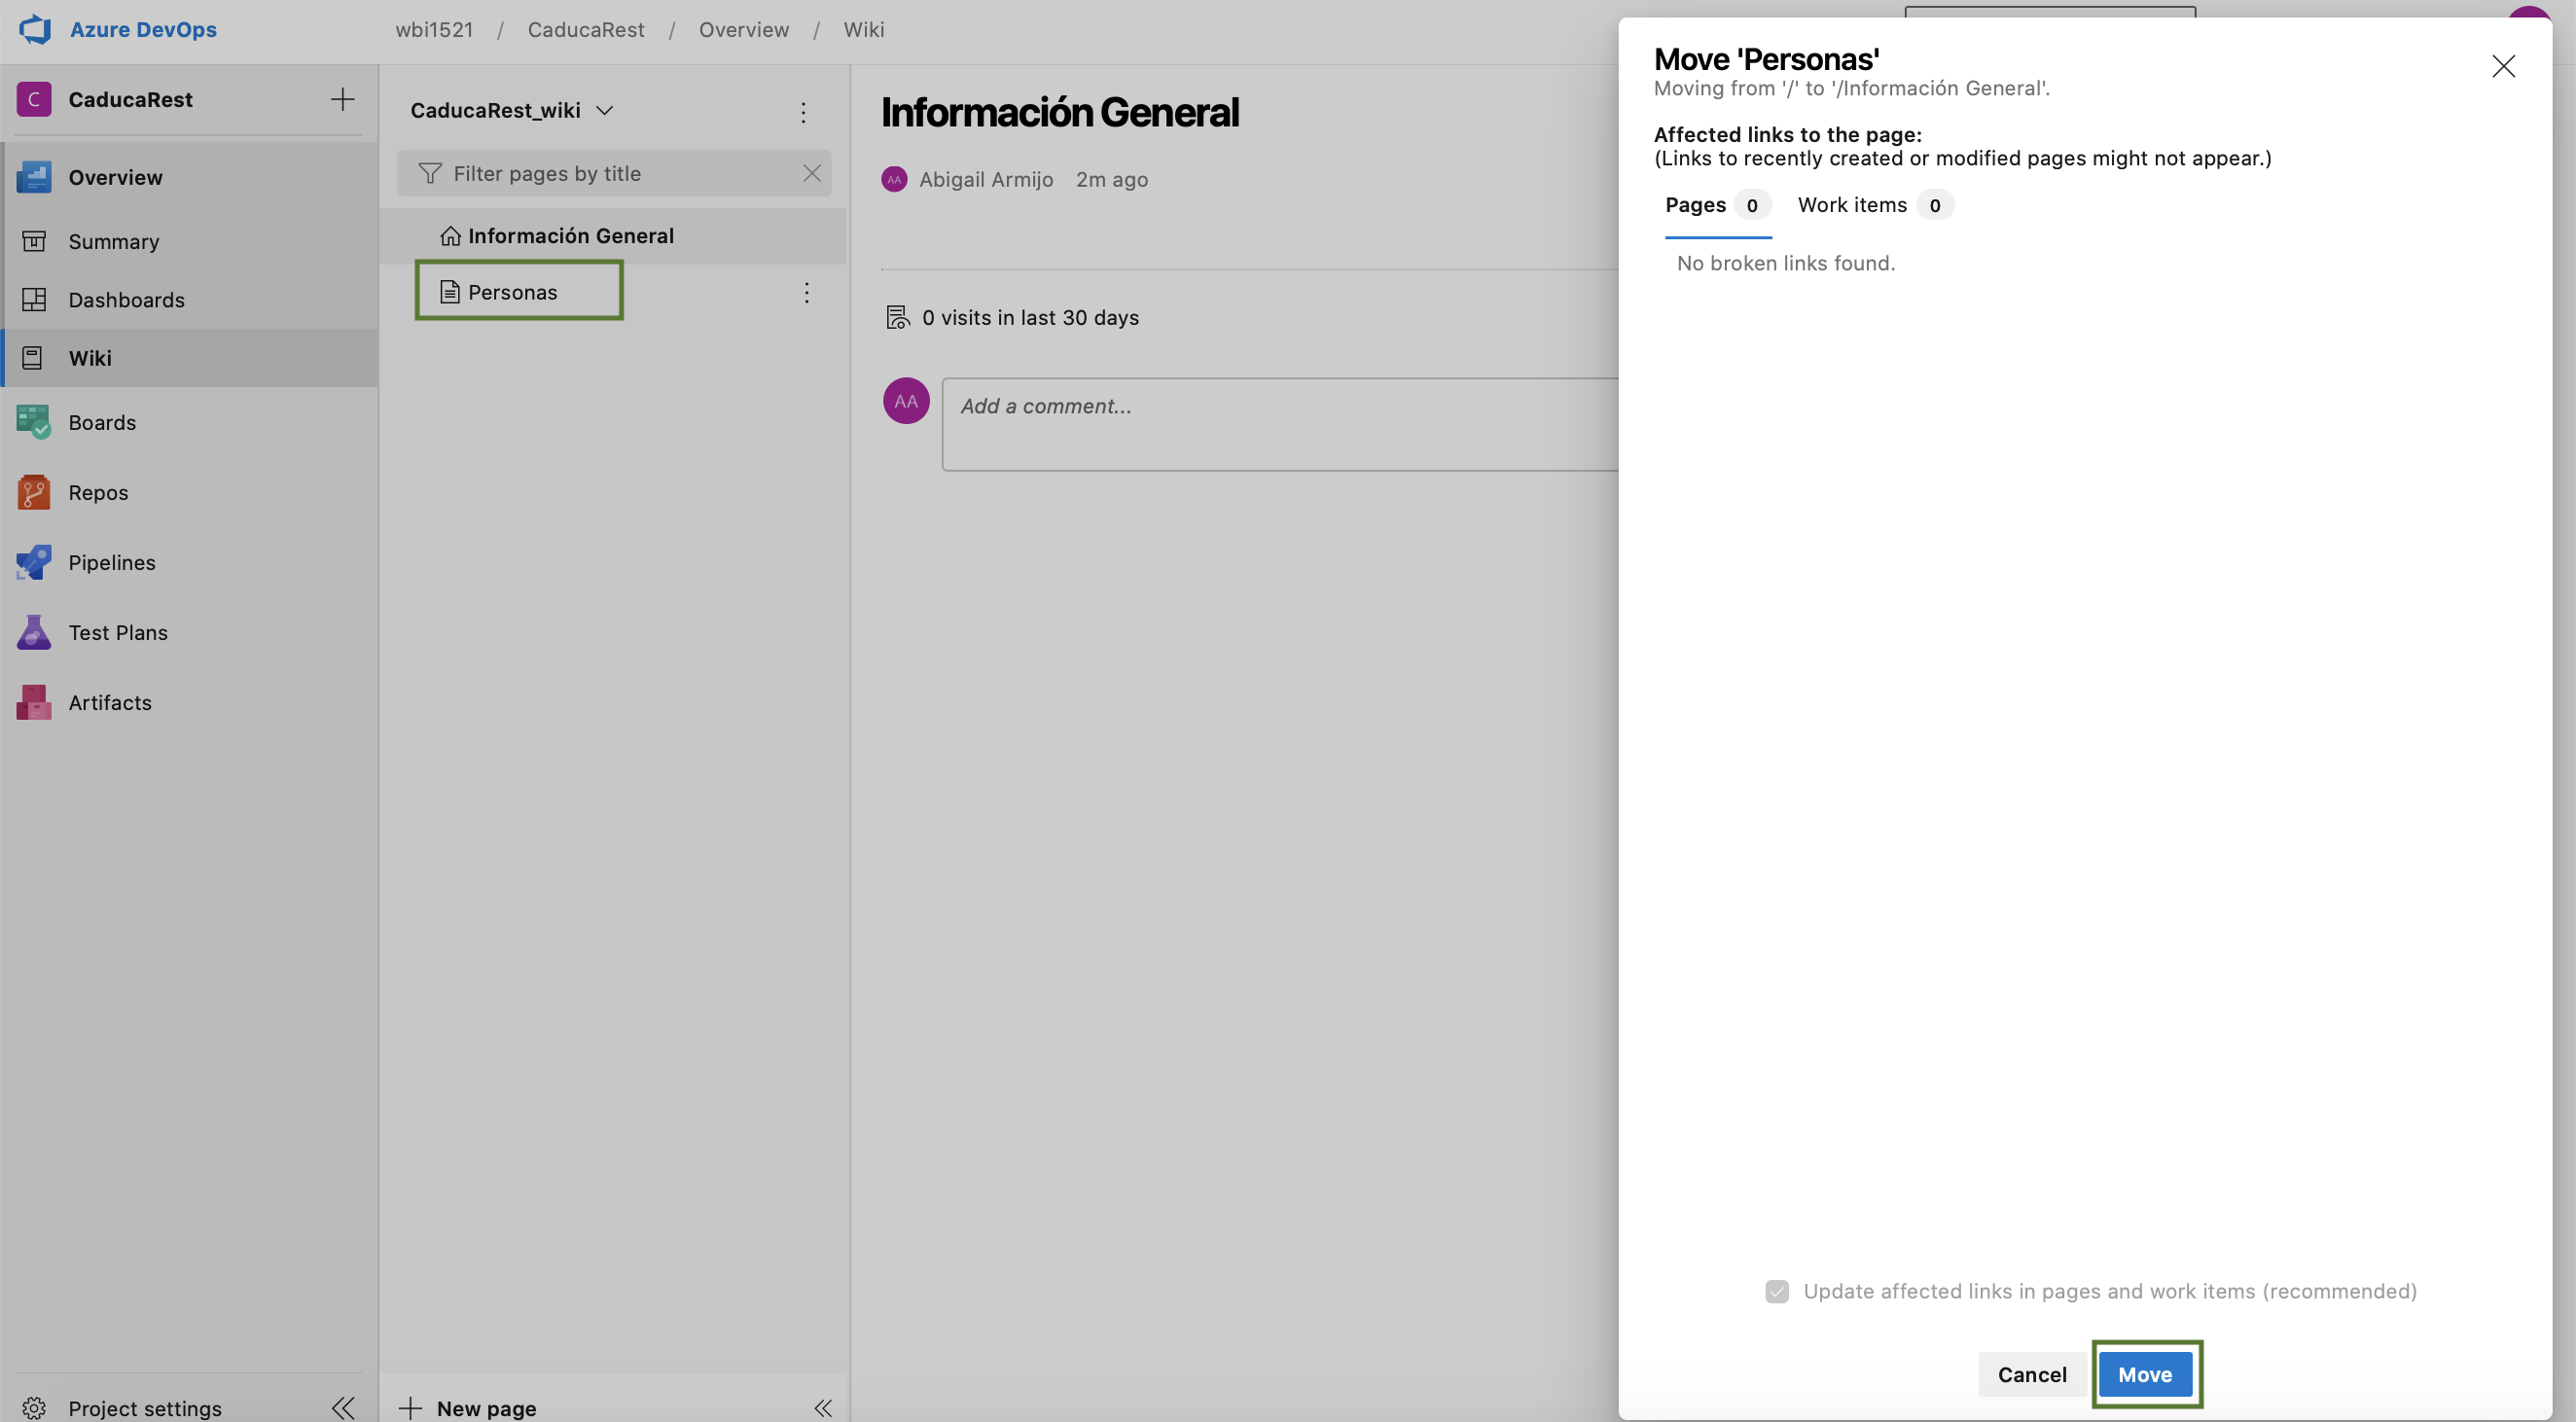 Azure DevOps
wbi1521 / CaducaRest / Overview / Wiki
C CaducaRest
Overview
Summary
Dashboards
Wiki
Boards
Repos
Pipelines
Test Plans
Artifacts
Project settings
CaducaRest_wiki
Filter pages by title
Información General
Personas
New page
Información General
AA Abigail Armijo 2m ago
0 visits in last 30 days
AA Add a comment...
Move 'Personas'
Moving from '/' to '/Información General'.
Affected links to the page:
(Links to recently created or modified pages might not appear.)
Pages 0 Work items 0
No broken links found.
Update affected links in pages and work items (recommended)
Cancel Move